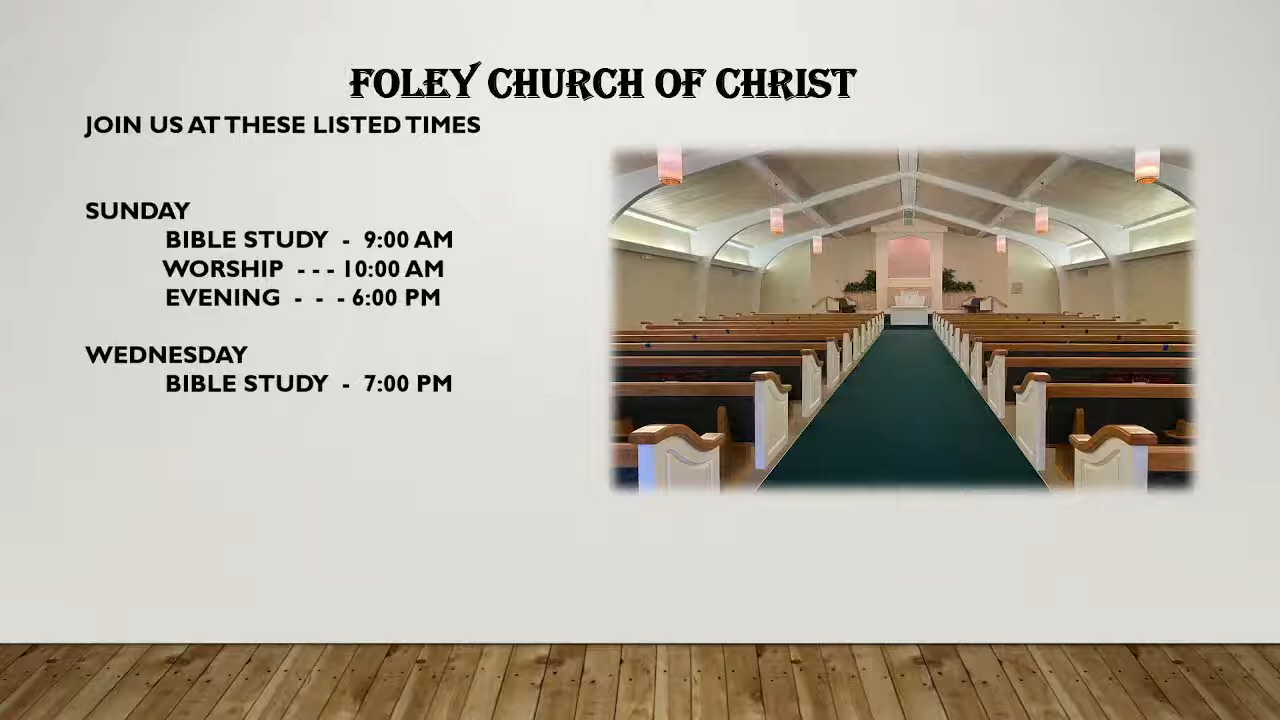 FOLEY CHURCH OF CHRIST
JOIN US AT THESE LISTED TIMES
SUNDAY
BIBLE STUDY - 9:00 AM
WORSHIP - - - 10:00 AM
EVENING - - - 6:00 PM
WEDNESDAY
BIBLE STUDY - 7:00 PM